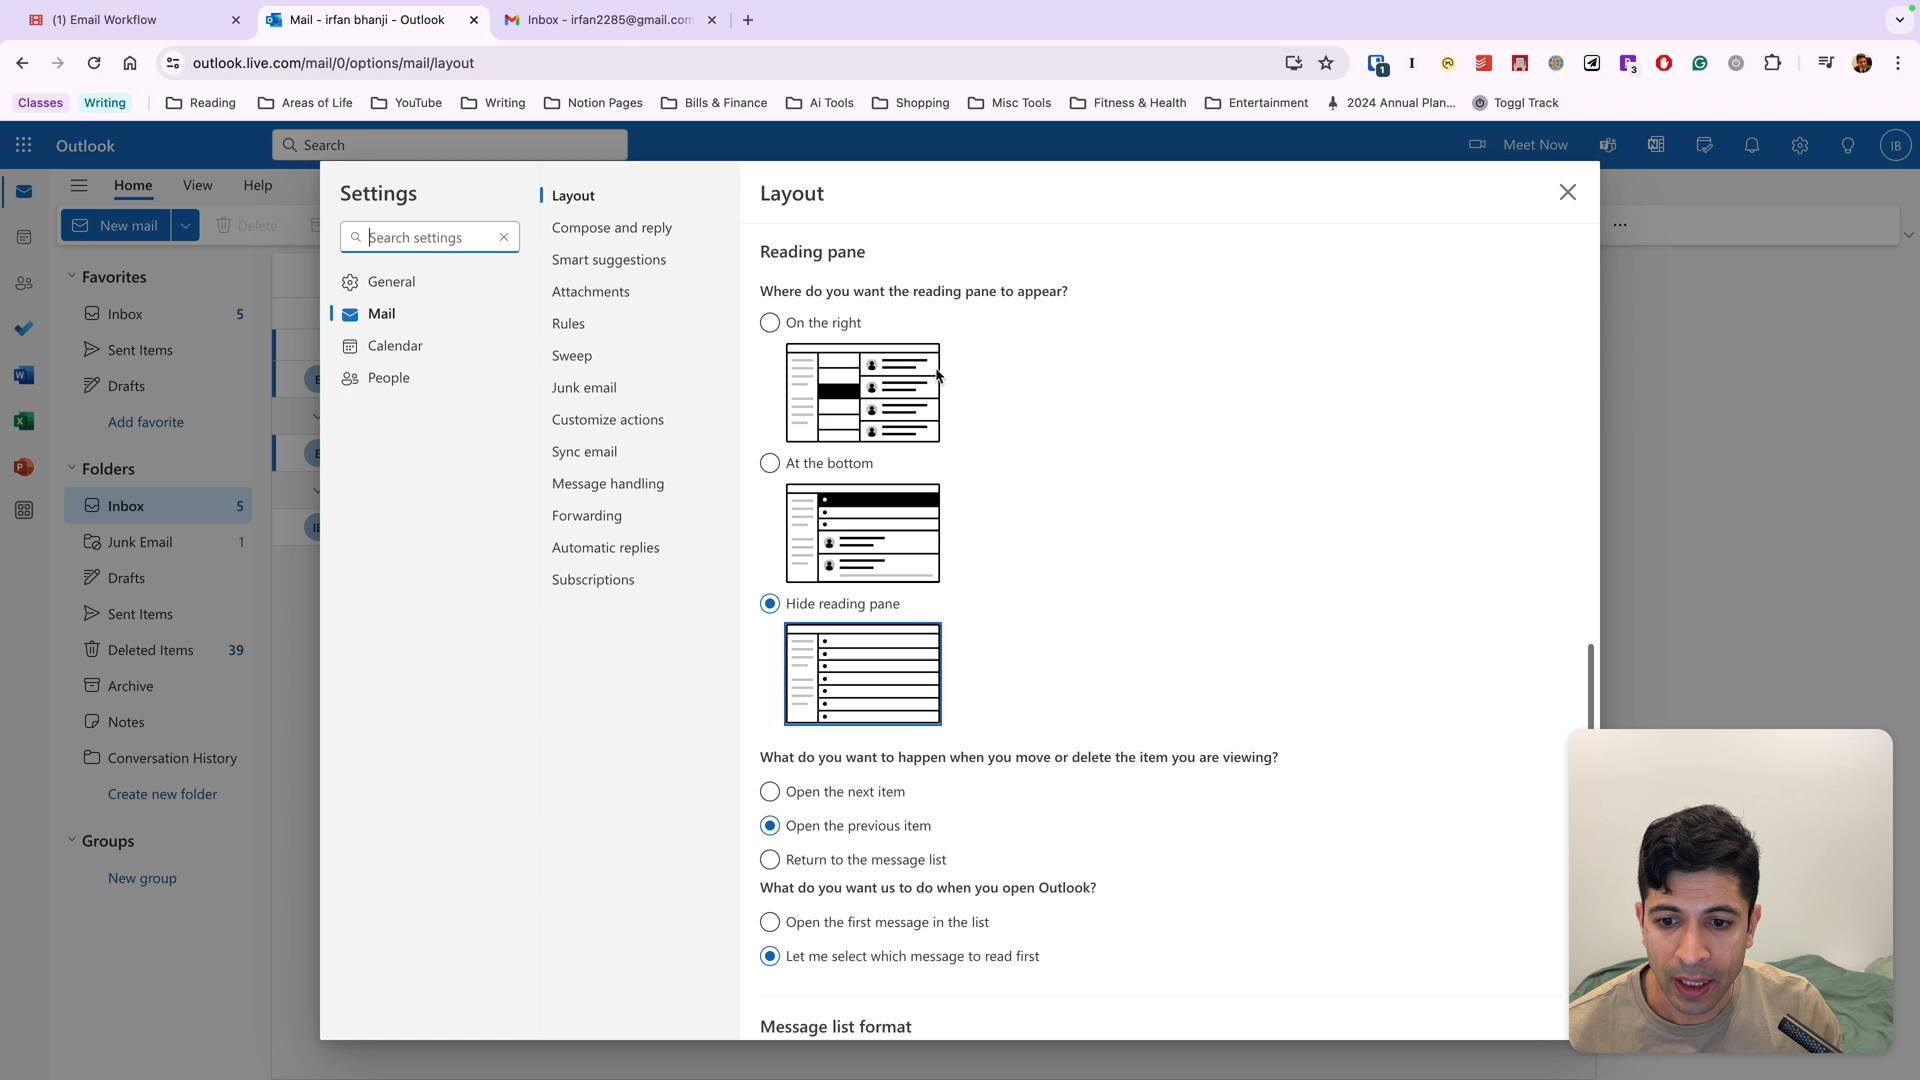 (1) Email Workflow
Mail - irfan bhanji - Outlook
Inbox - irfan2285@gmail.com
outlook.live.com/mail/0/options/mail/layout
1
3
Classes
Writing
Reading
Areas of Life
YouTube
Writing
Notion Pages
Bills & Finance
Ai Tools
Shopping
Misc Tools
Fitness & Health
Entertainment
2024 Annual Plan...
Toggl Track
Outlook
Search
Meet Now
IB
Home
View
Help
New mail
Delete
Favorites
Inbox 5
Sent Items
Drafts
Add favorite
Folders
Inbox 5
Junk Email 1
Drafts
Sent Items
Deleted Items 39
Archive
Notes
Conversation History
Create new folder
Groups
New group
Settings
Search settings
General
Mail
Calendar
People
Layout
Compose and reply
Smart suggestions
Attachments
Rules
Sweep
Junk email
Customize actions
Sync email
Message handling
Forwarding
Automatic replies
Subscriptions
Layout
Reading pane
Where do you want the reading pane to appear?
On the right
At the bottom
Hide reading pane
What do you want to happen when you move or delete the item you are viewing?
Open the next item
Open the previous item
Return to the message list
What do you want us to do when you open Outlook?
Open the first message in the list
Let me select which message to read first
Message list format